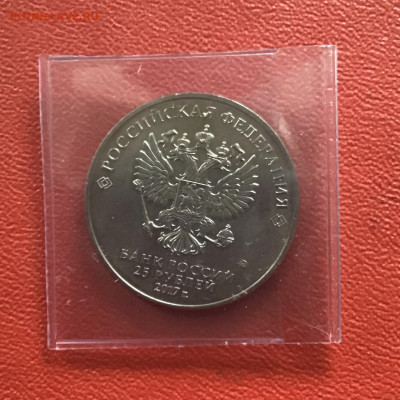 РОССИЙСКАЯ ФЕДЕРАЦИЯ
БАНК РОССИИ
25 РУБЛЕЙ
2017 г.